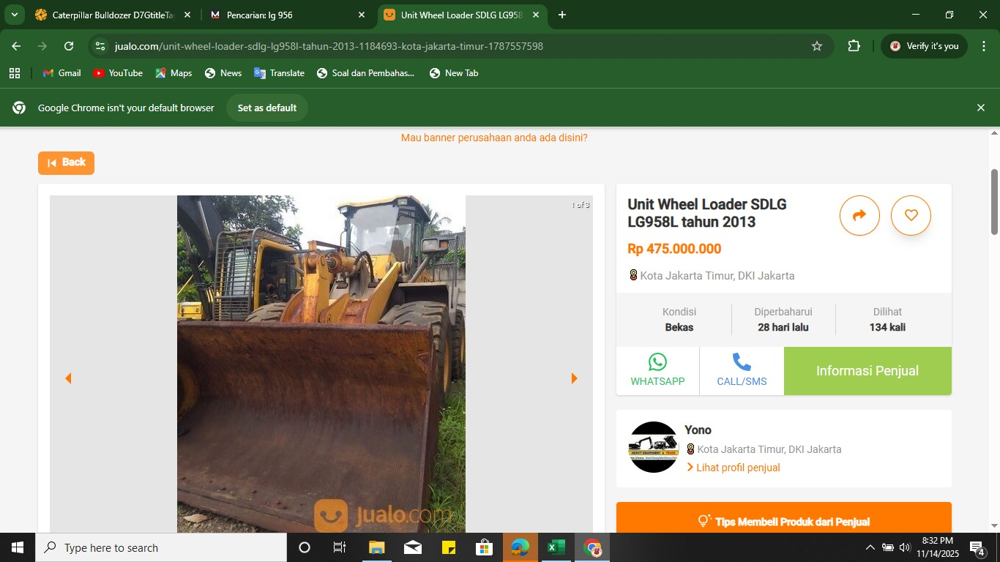 Caterpillar Bulldozer D7GtitleTa
Pencarian: lg 956
Unit Wheel Loader SDLG LG958
jualo.com/unit-wheel-loader-sdlg-lg958l-tahun-2013-1184693-kota-jakarta-timur-1787557598
Verify it's you
Gmail
YouTube
Maps
News
Translate
Soal dan Pembahas...
New Tab
Google Chrome isn't your default browser
Set as default
Mau banner perusahaan anda ada disini?
Back
1 of 3
jualo.com
Unit Wheel Loader SDLG
LG958L tahun 2013
Rp 475.000.000
Kota Jakarta Timur, DKI Jakarta
Kondisi
Bekas
Diperbaharui
28 hari lalu
Dilihat
134 kali
WHATSAPP
CALL/SMS
Informasi Penjual
Yono
HEAVY EQUIPMENT & TRUCK
Kota Jakarta Timur, DKI Jakarta
Lihat profil penjual
Tips Membeli Produk dari Penjual
Type here to search
8:32 PM
11/14/2025
4